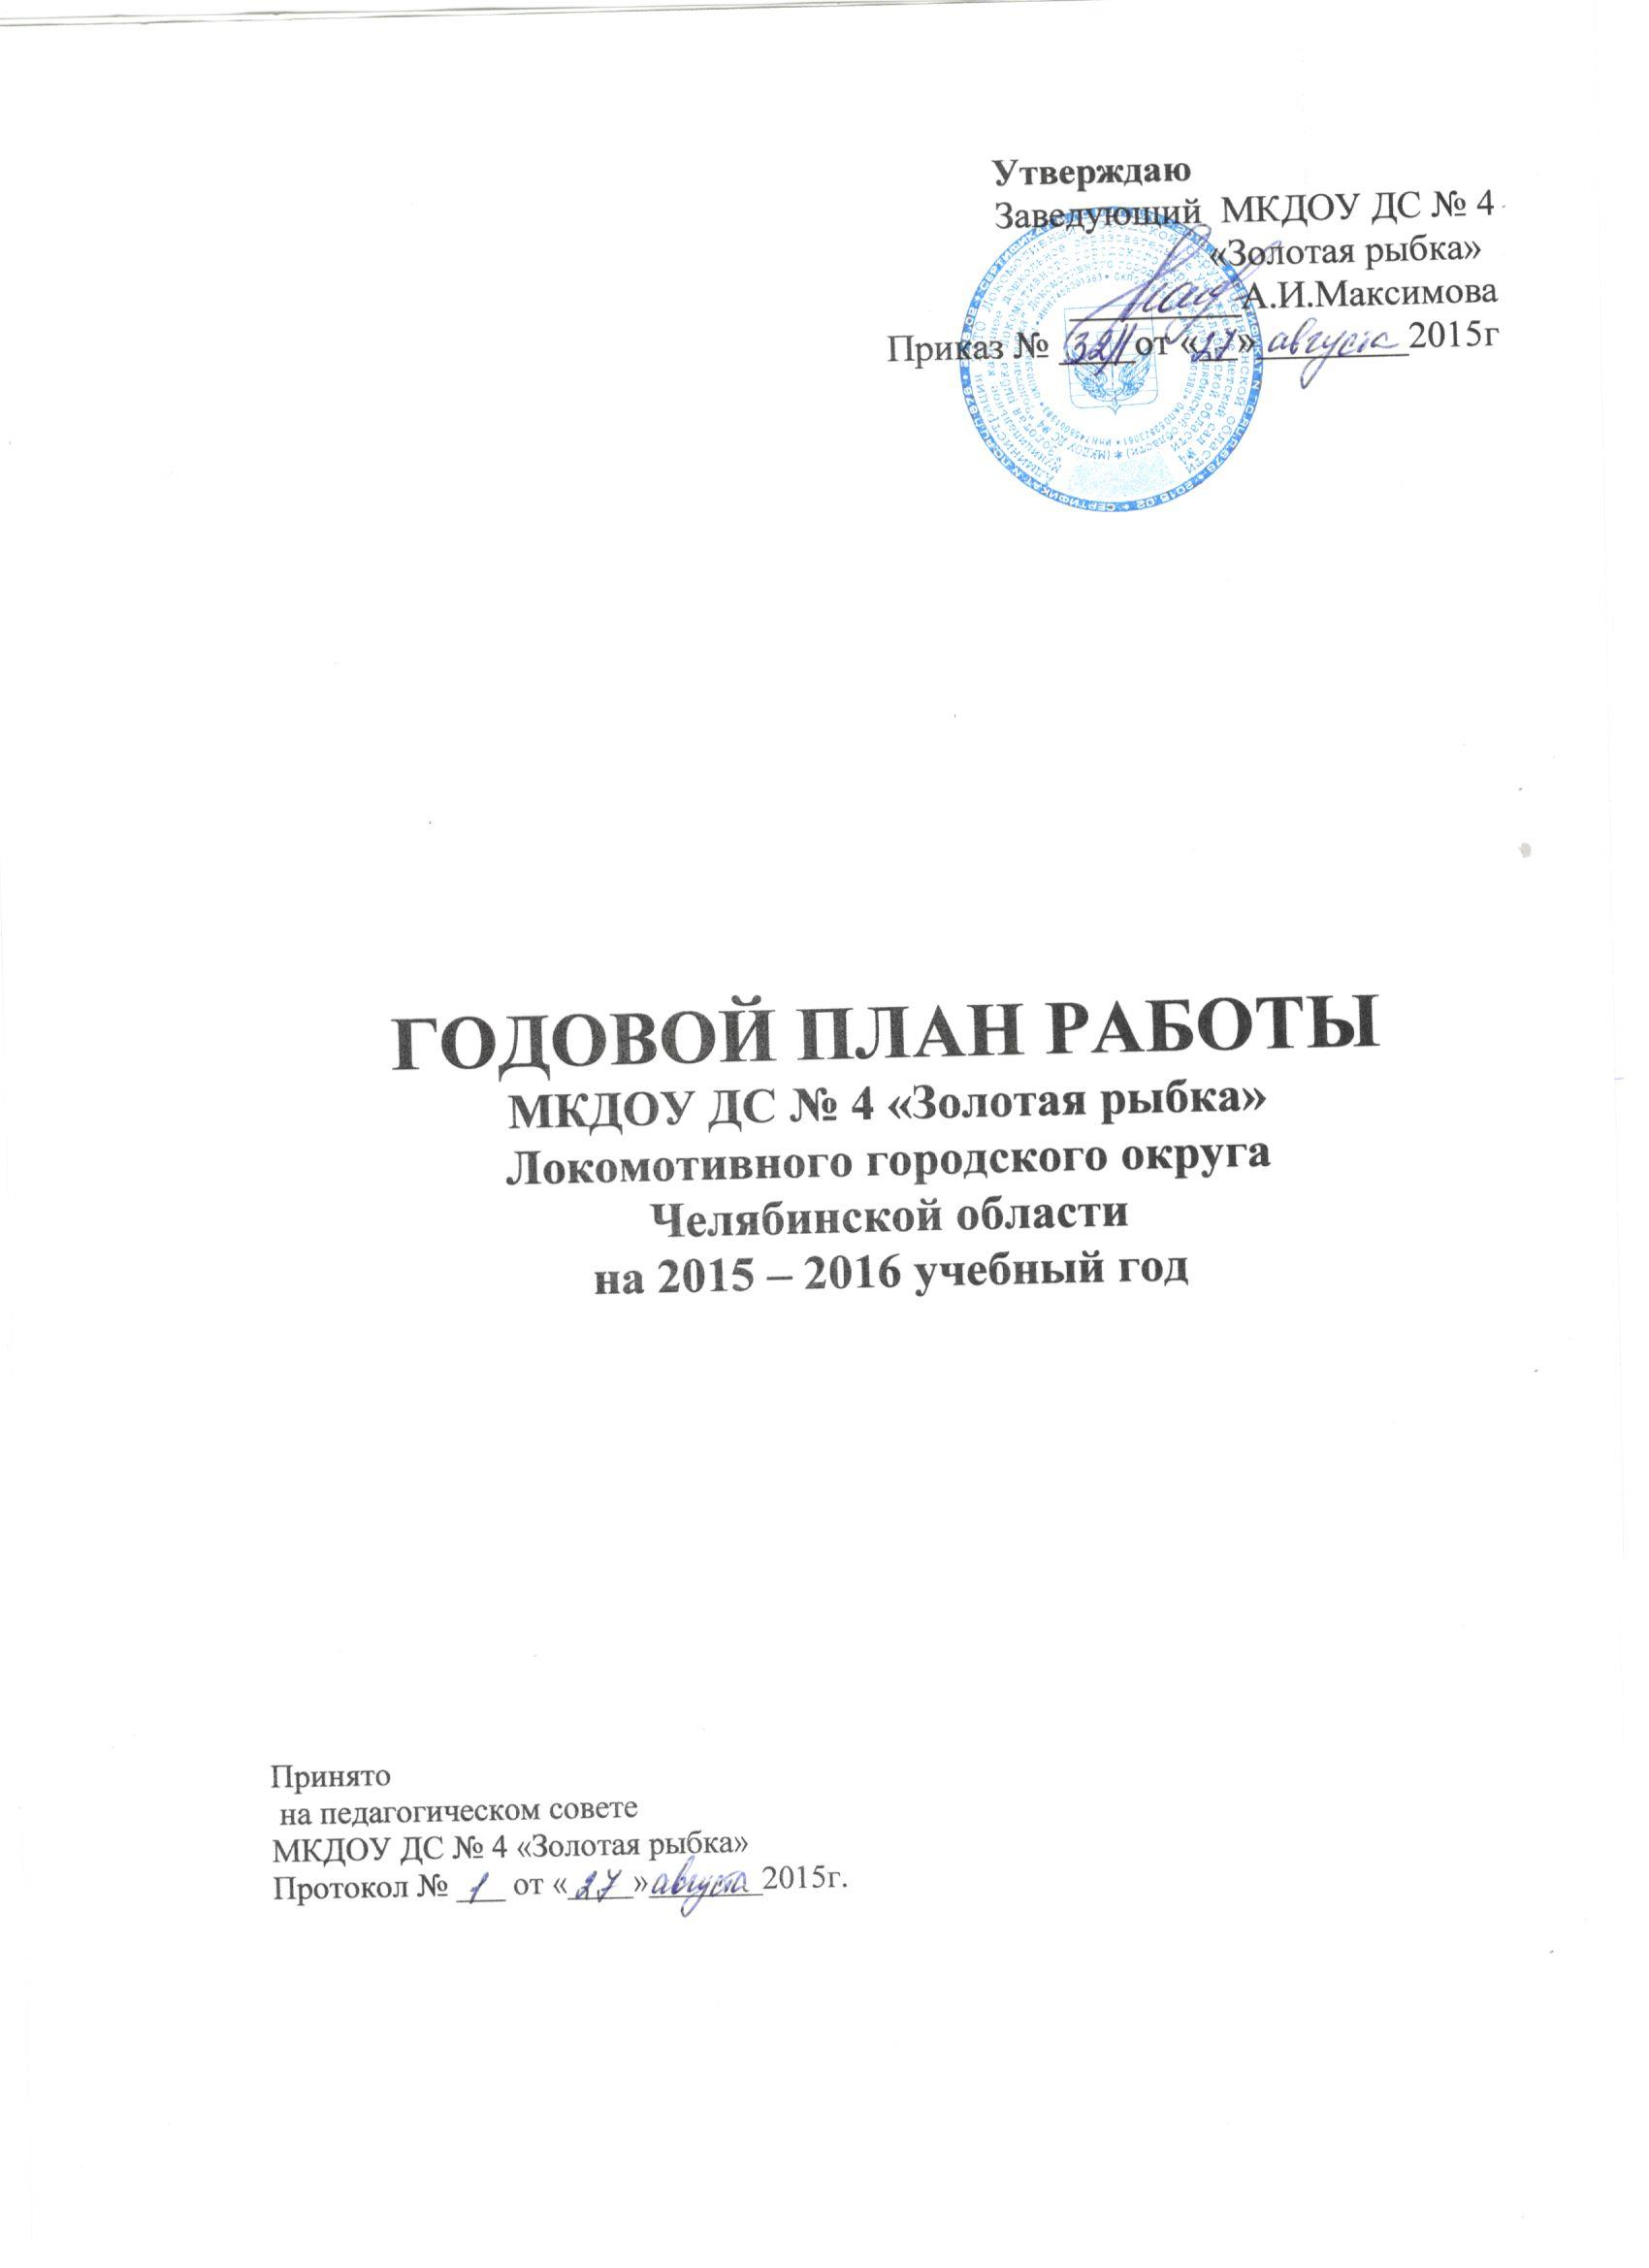 Утверждаю
Заведующий МКДОУ ДС № 4
«Золотая рыбка»
А.И.Максимова
Приказ № от «27» августа 2015г
ГОДОВОЙ ПЛАН РАБОТЫ
МКДОУ ДС № 4 «Золотая рыбка»
Локомотивного городского округа
Челябинской области
на 2015 – 2016 учебный год
Принято
на педагогическом совете
МКДОУ ДС № 4 «Золотая рыбка»
Протокол № 1 от «27» августа 2015г.